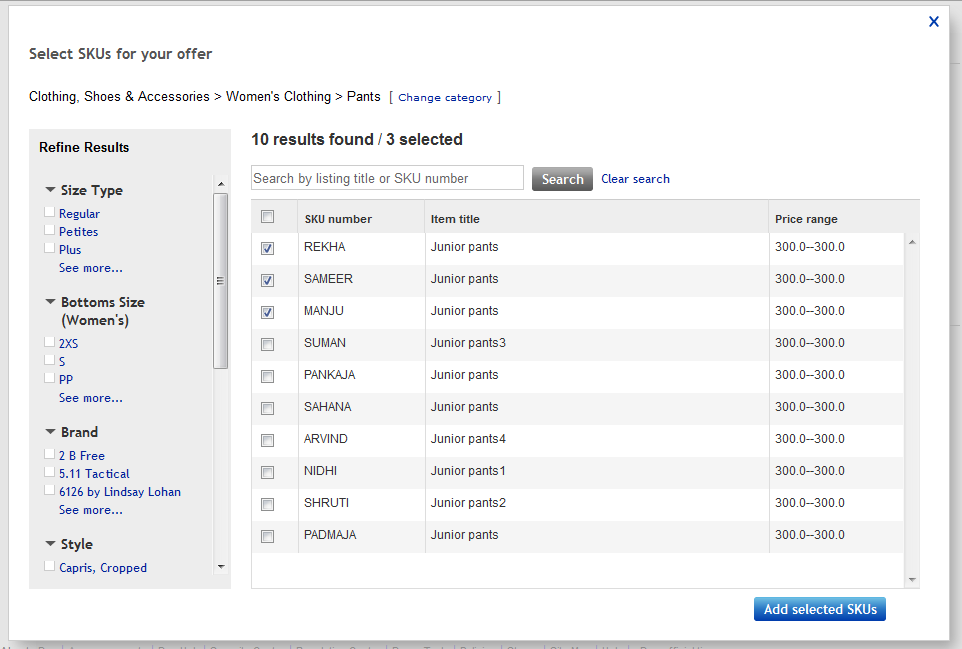 X
Select SKUs for your offer
Clothing, Shoes & Accessories > Women's Clothing > Pants [ Change category ]
Refine Results
Size Type
Regular
Petites
Plus
See more...
Bottoms Size
(Women's)
2XS
S
PP
See more...
Brand
2 B Free
5.11 Tactical
6126 by Lindsay Lohan
See more...
Style
Capris, Cropped
10 results found / 3 selected
Search by listing title or SKU number Search Clear search
SKU number Item title Price range
REKHA Junior pants 300.0--300.0
SAMEER Junior pants 300.0--300.0
MANJU Junior pants 300.0--300.0
SUMAN Junior pants3 300.0--300.0
PANKAJA Junior pants 300.0--300.0
SAHANA Junior pants 300.0--300.0
ARVIND Junior pants4 300.0--300.0
NIDHI Junior pants1 300.0--300.0
SHRUTI Junior pants2 300.0--300.0
PADMAJA Junior pants 300.0--300.0
Add selected SKUs